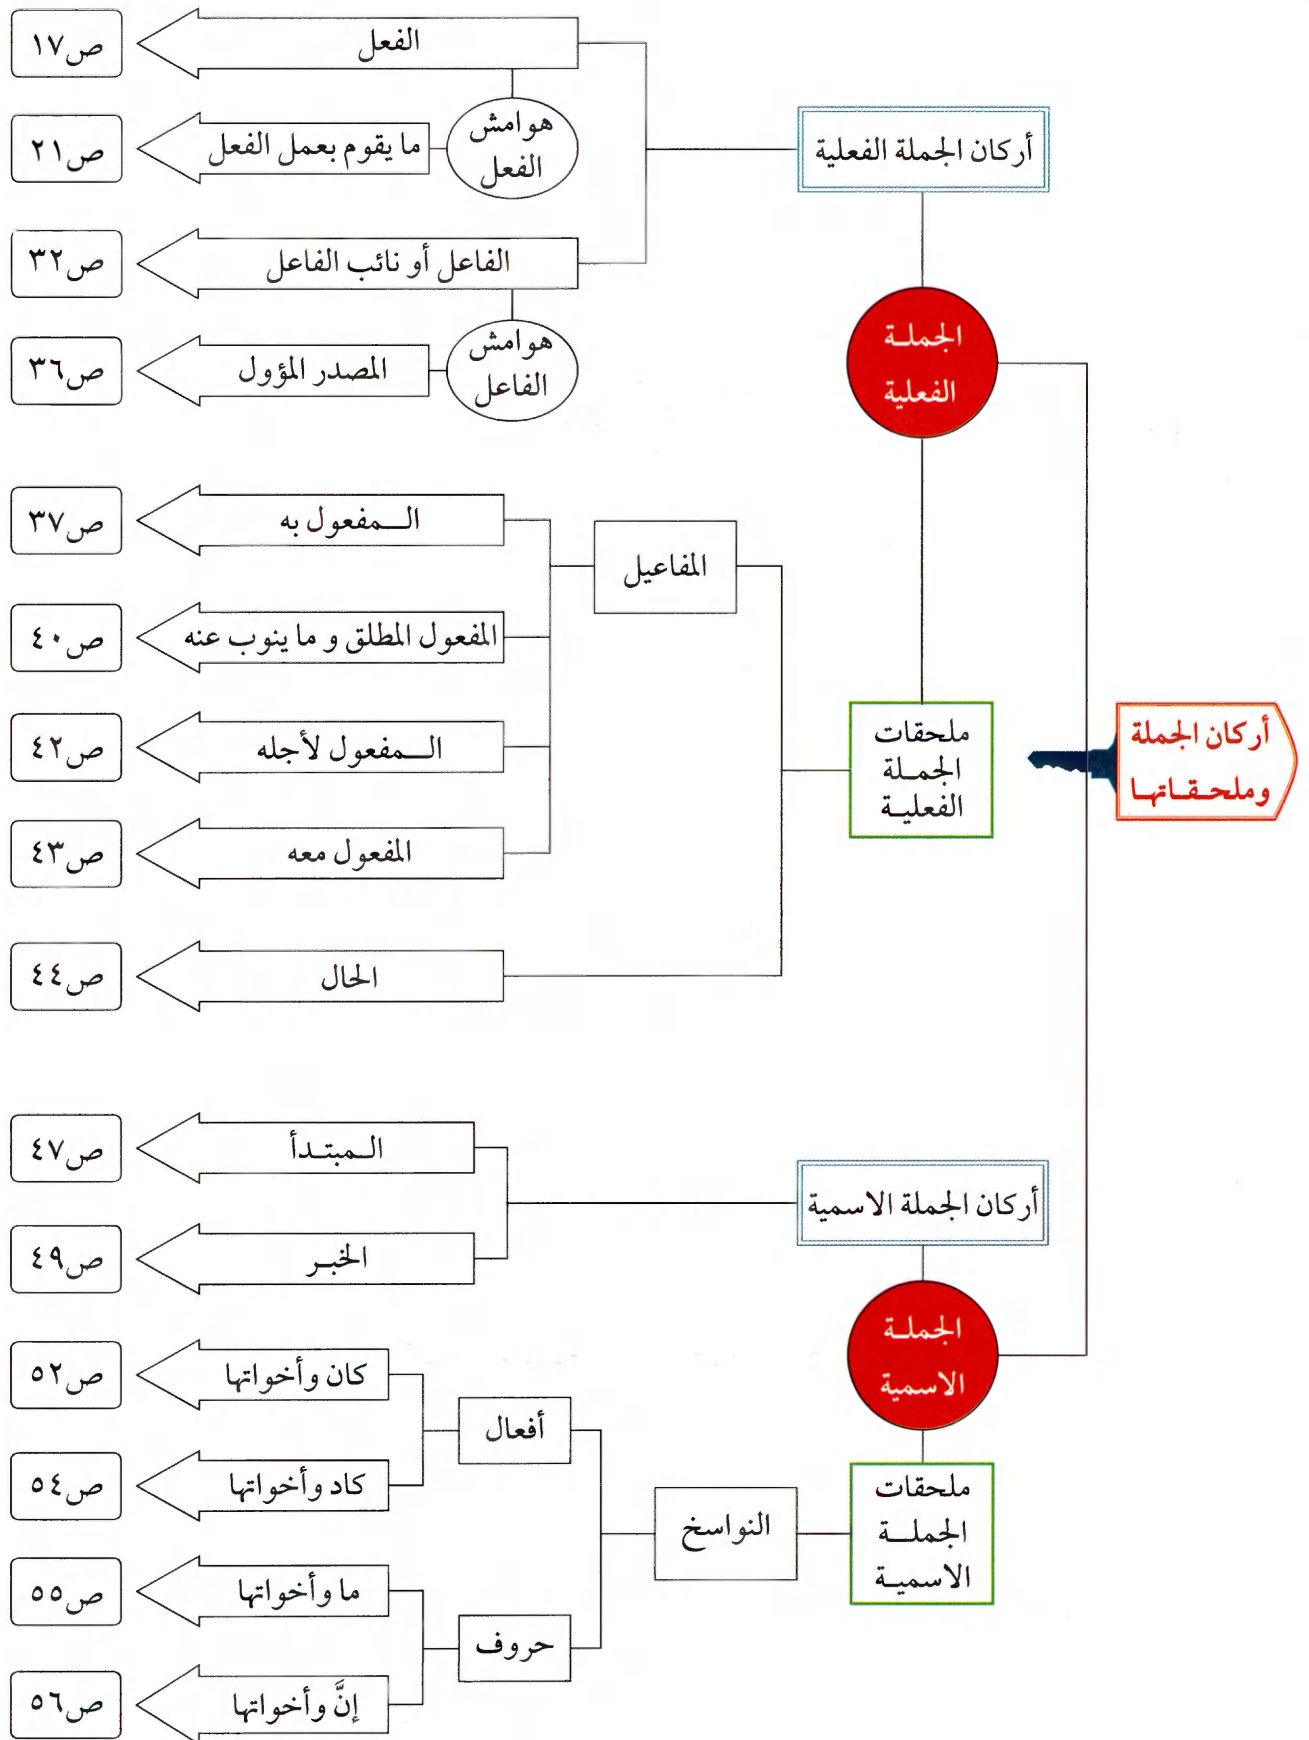 أركان الجملة
وملحقاتها
الجملة
الفعلية
أركان الجملة الفعلية
الفعل
ص١٧
هوامش
الفعل
ما يقوم بعمل الفعل
ص٢١
الفاعل أو نائب الفاعل
ص٣٢
هوامش
الفاعل
المصدر المؤول
ص٣٦
ملحقات
الجملة
الفعلية
المفاعيل
المفعول به
ص٣٧
المفعول المطلق و ما ينوب عنه
ص٤٠
المفعول لأجله
ص٤٢
المفعول معه
ص٤٣
الحال
ص٤٤
الجملة
الاسمية
أركان الجملة الاسمية
المبتدأ
ص٤٧
الخبر
ص٤٩
ملحقات
الجملة
الاسمية
النواسخ
أفعال
كان وأخواتها
ص٥٢
كاد وأخواتها
ص٥٤
حروف
ما وأخواتها
ص٥٥
إنَّ وأخواتها
ص٥٦